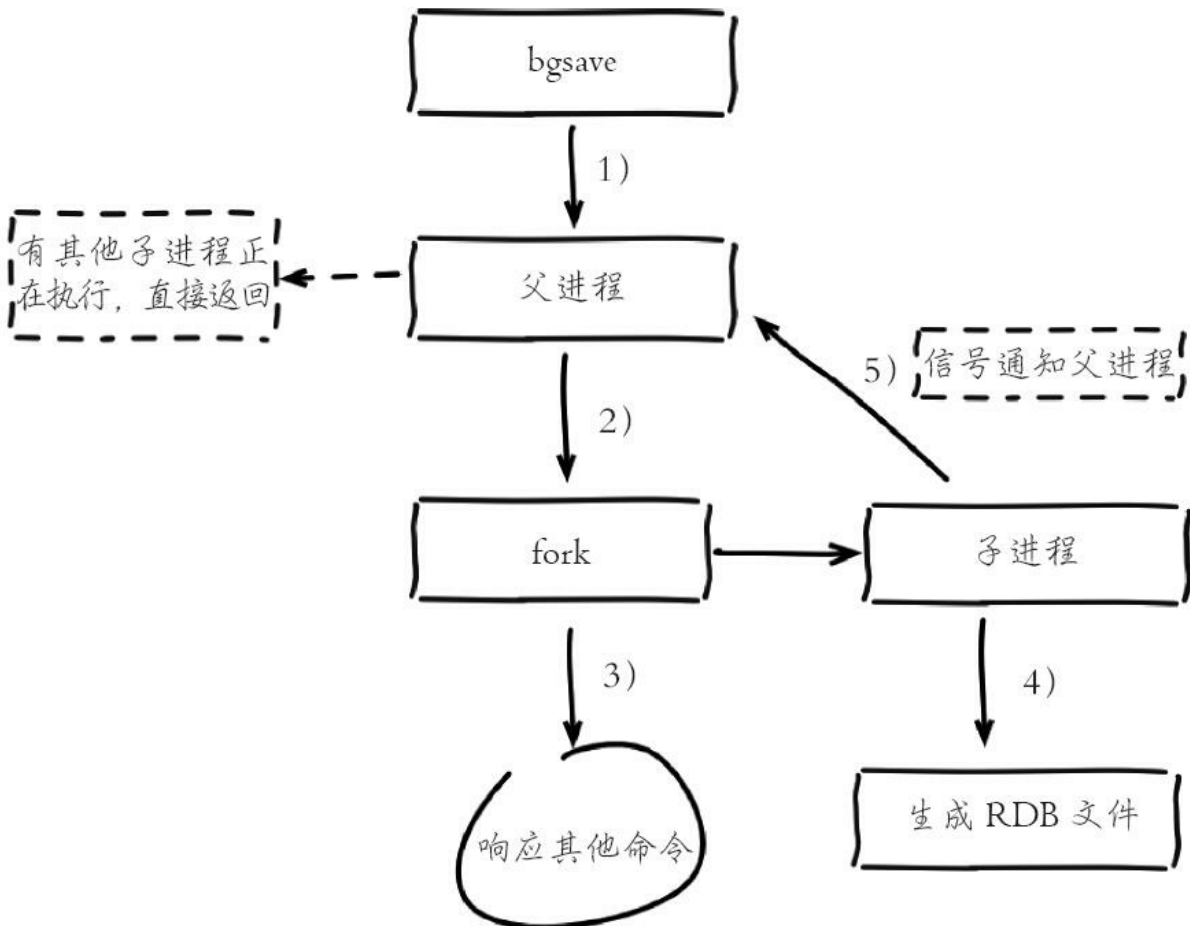 bgsave
1)
有其他子进程正
在执行，直接返回
父进程
5)
信号通知父进程
2)
fork
子进程
3)
4)
响应其他命令
生成 RDB 文件